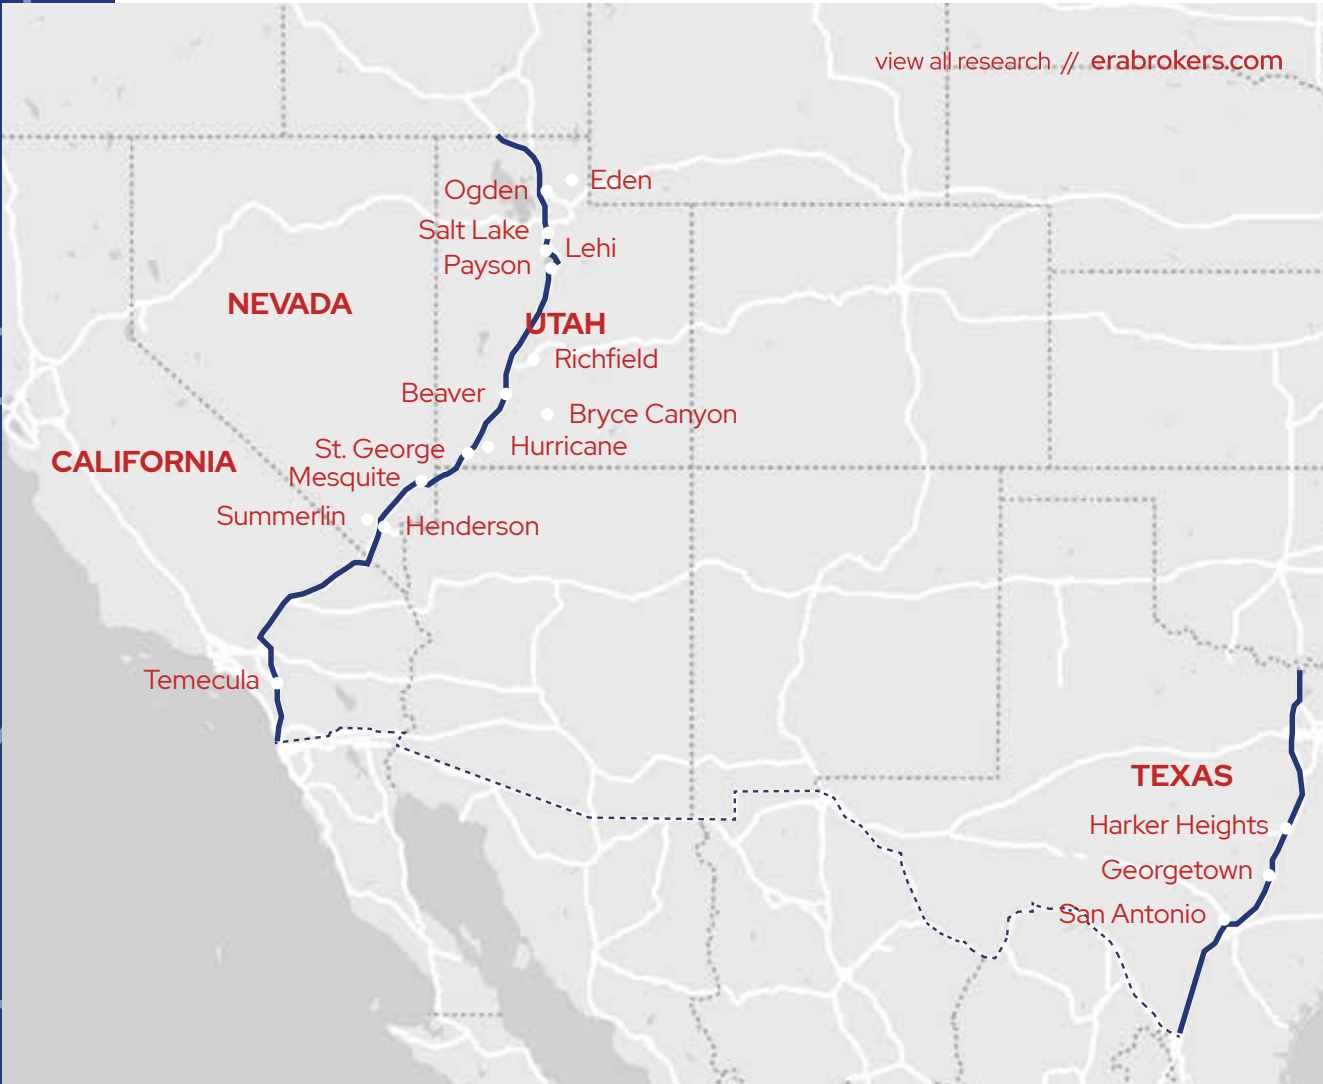 view all research // erabrokers.com
Eden
Ogden
Salt Lake
Lehi
Payson
NEVADA
UTAH
Richfield
Beaver
Bryce Canyon
St. George
Hurricane
CALIFORNIA
Mesquite
Summerlin
Henderson
Temecula
TEXAS
Harker Heights
Georgetown
San Antonio